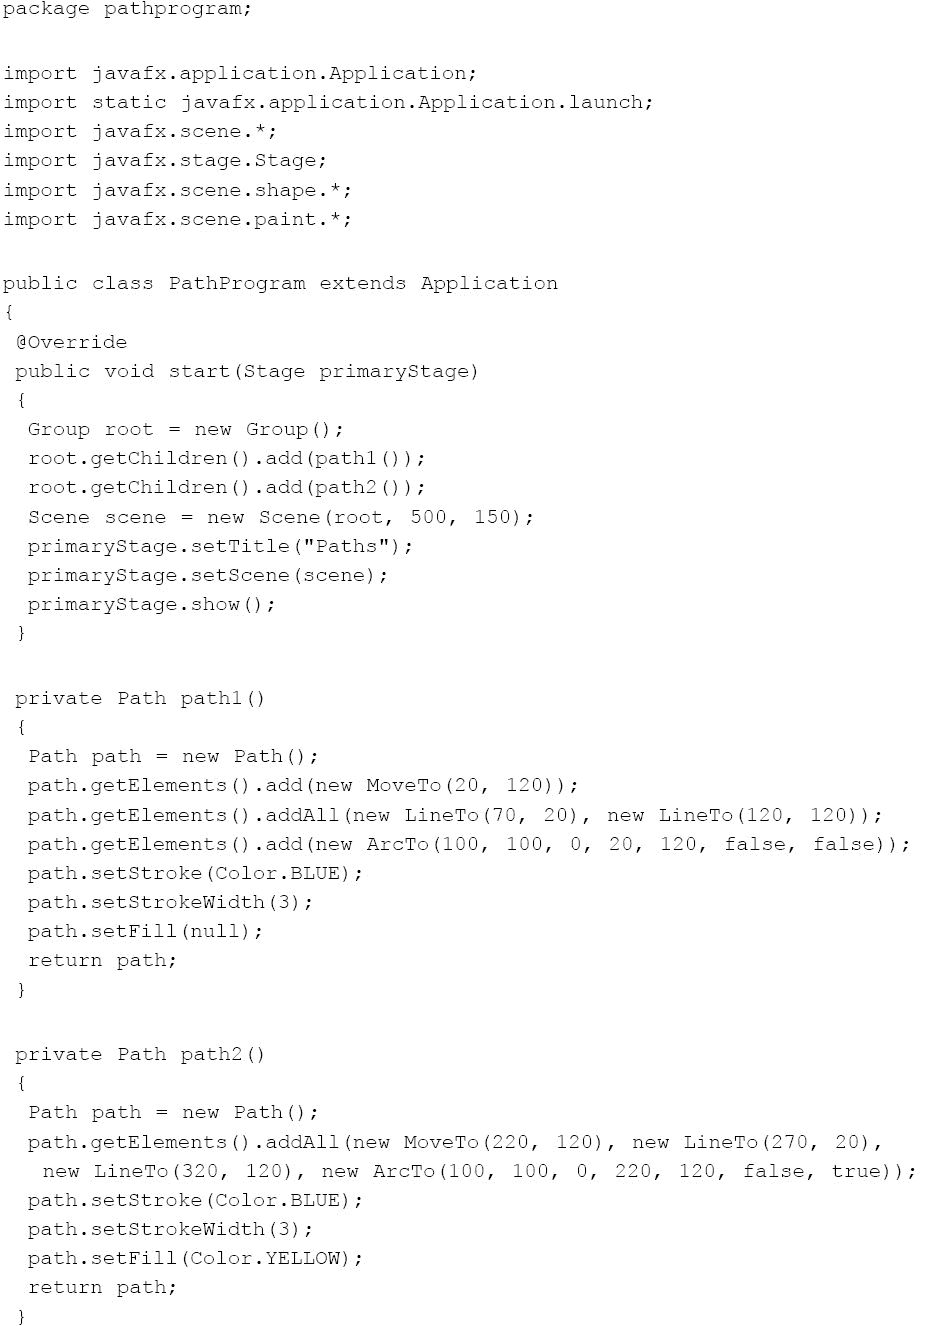 package pathprogram;

import javafx.application.Application;
import static javafx.application.Application.launch;
import javafx.scene.*;
import javafx.stage.Stage;
import javafx.scene.shape.*;
import javafx.scene.paint.*;

public class PathProgram extends Application
{
 @Override
 public void start(Stage primaryStage)
 {
  Group root = new Group();
  root.getChildren().add(path1());
  root.getChildren().add(path2());
  Scene scene = new Scene(root, 500, 150);
  primaryStage.setTitle("Paths");
  primaryStage.setScene(scene);
  primaryStage.show();
 }

 private Path path1()
 {
  Path path = new Path();
  path.getElements().add(new MoveTo(20, 120));
  path.getElements().addAll(new LineTo(70, 20), new LineTo(120, 120));
  path.getElements().add(new ArcTo(100, 100, 0, 20, 120, false, false));
  path.setStroke(Color.BLUE);
  path.setStrokeWidth(3);
  path.setFill(null);
  return path;
 }

 private Path path2()
 {
  Path path = new Path();
  path.getElements().addAll(new MoveTo(220, 120), new LineTo(270, 20),
   new LineTo(320, 120), new ArcTo(100, 100, 0, 220, 120, false, true));
  path.setStroke(Color.BLUE);
  path.setStrokeWidth(3);
  path.setFill(Color.YELLOW);
  return path;
 }